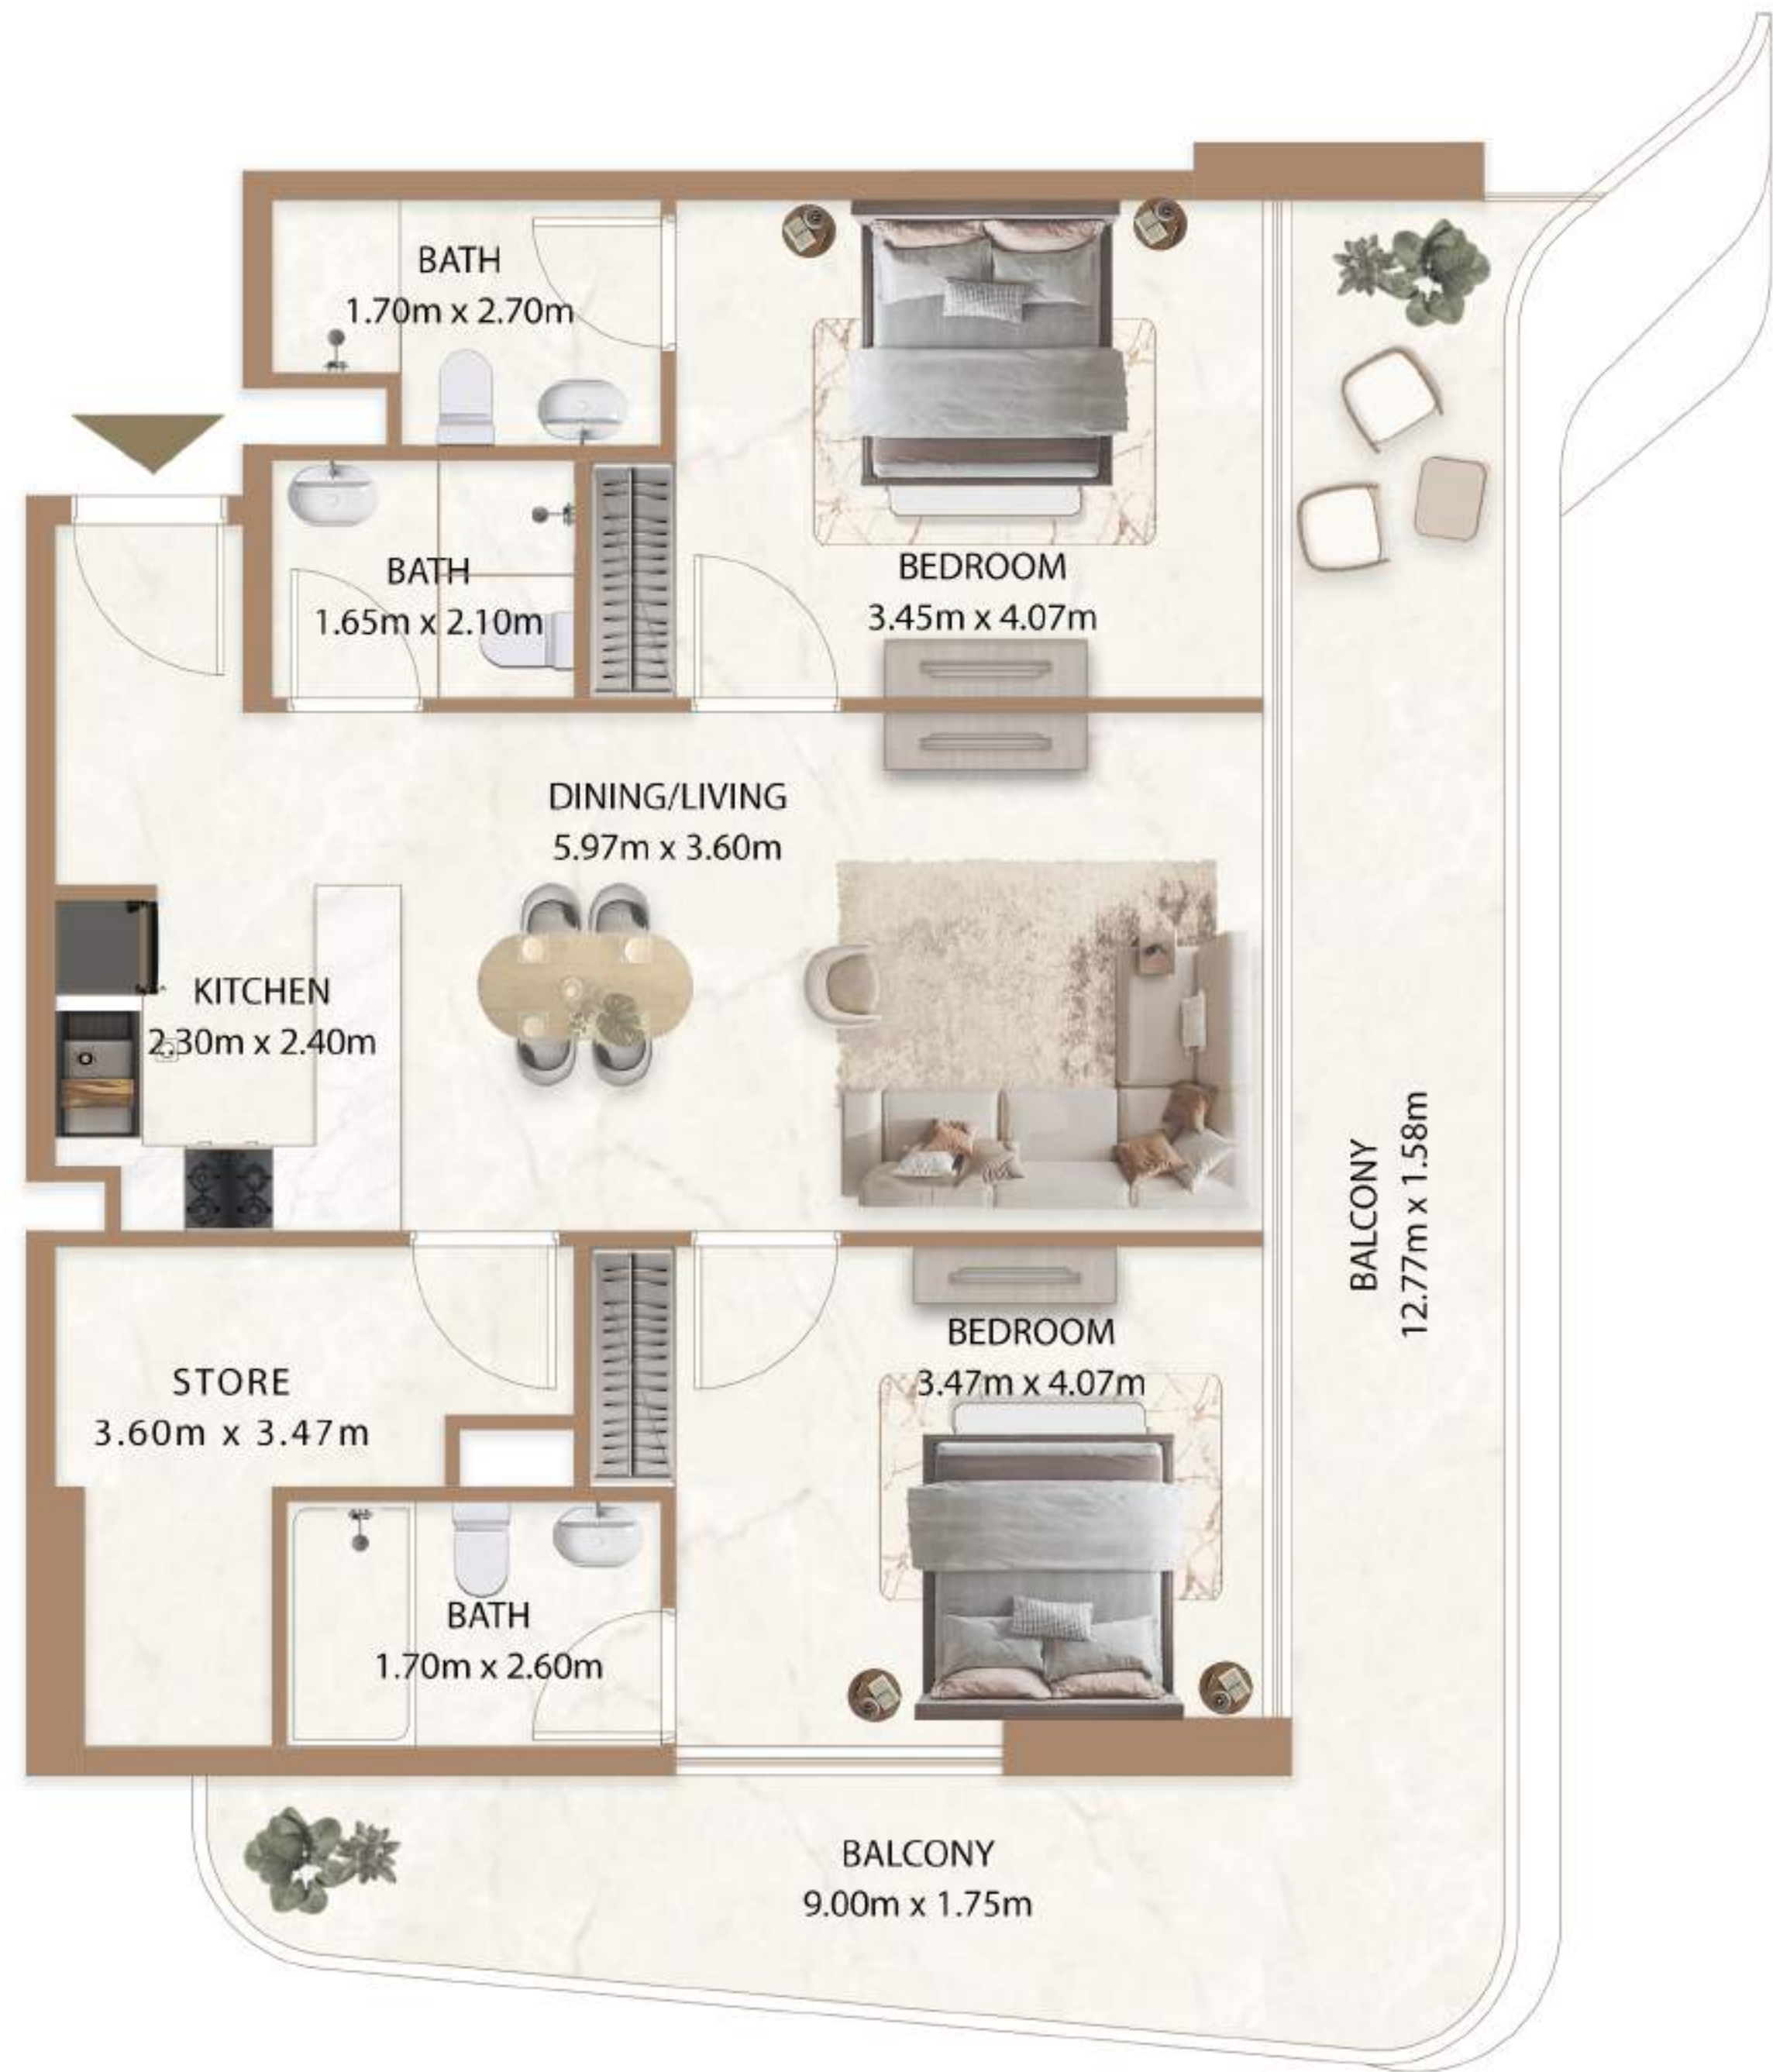 BATH
1.70m x 2.70m
BATH
1.65m x 2.10m
BEDROOM
3.45m x 4.07m
DINING/LIVING
5.97m x 3.60m
KITCHEN
2.30m x 2.40m
BALCONY
12.77m x 1.58m
BEDROOM
3.47m x 4.07m
STORE
3.60m x 3.47m
BATH
1.70m x 2.60m
BALCONY
9.00m x 1.75m